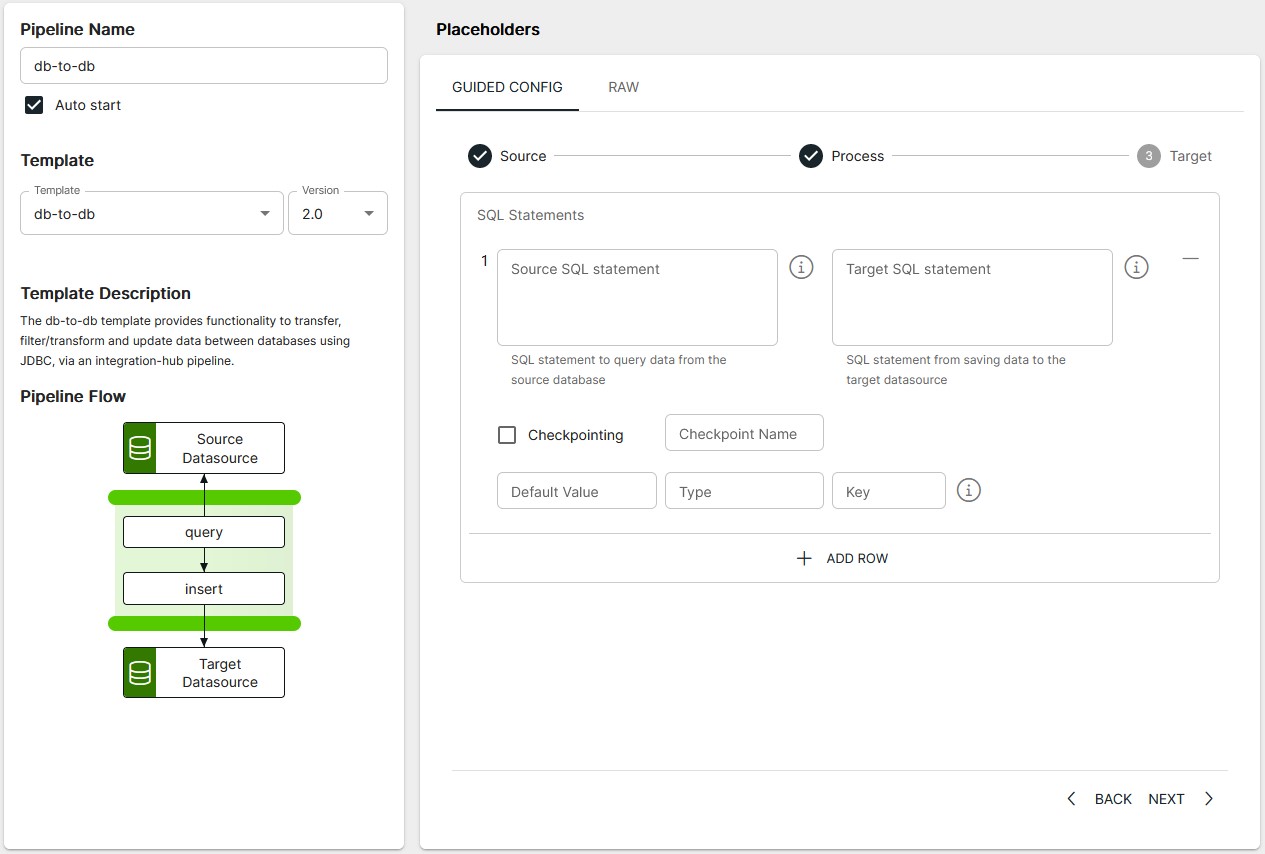 Pipeline Name
db-to-db
Auto start
Template
Template
db-to-db
Version
2.0
Template Description
The db-to-db template provides functionality to transfer,
filter/transform and update data between databases using
JDBC, via an integration-hub pipeline.
Pipeline Flow
Source
Datasource
query
insert
Target
Datasource
Placeholders
GUIDED CONFIG
RAW
Source
Process
3
Target
SQL Statements
1
Source SQL statement
Target SQL statement
SQL statement to query data from the
source database
SQL statement from saving data to the
target datasource
Checkpointing
Checkpoint Name
Default Value
Type
Key
ADD ROW
BACK
NEXT